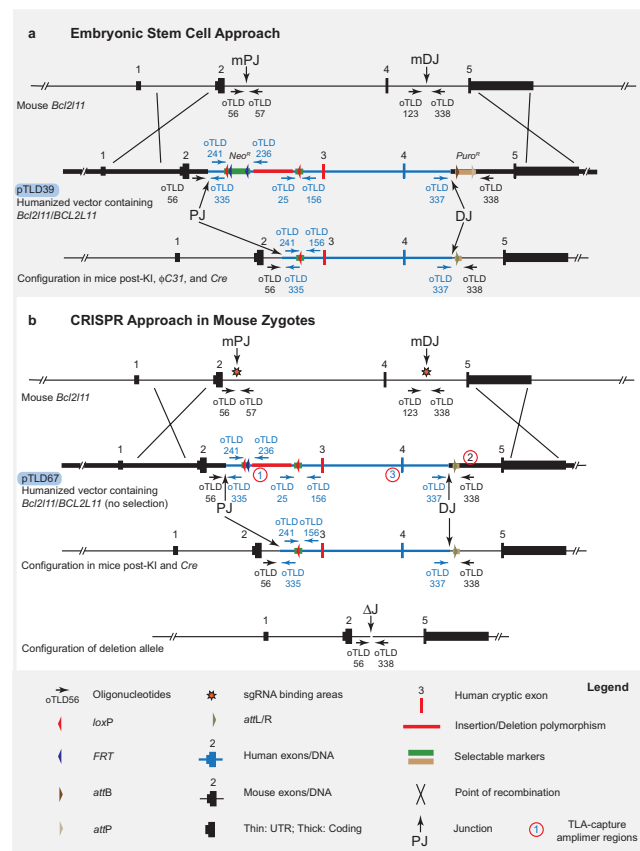 a Embryonic Stem Cell Approach
mPJ mDJ
1 2 4 5
Mouse Bcl2l11
oTLD 56 oTLD 57 oTLD 123 oTLD 338
oTLD 241 NeoR oTLD 236 PuroR
1 2 3 4 5
pTLD39
oTLD 56 oTLD 335 oTLD 25 oTLD 156 oTLD 337 oTLD 338
Humanized vector containing
Bcl2l11/BCL2L11
PJ DJ
oTLD 241 oTLD 156
1 2 3 4 5
Configuration in mice post-KI, ϕC31, and Cre
oTLD 56 oTLD 335 oTLD 337 oTLD 338
b CRISPR Approach in Mouse Zygotes
mPJ mDJ
1 2 4 5
Mouse Bcl2l11
oTLD 56 oTLD 57 oTLD 123 oTLD 338
oTLD 241 oTLD 236
1 2 3 4 2 5
pTLD67
1 3
oTLD 56 oTLD 335 oTLD 25 oTLD 156 oTLD 337 oTLD 338
Humanized vector containing
Bcl2l11/BCL2L11 (no selection)
PJ DJ
oTLD 241 oTLD 156
1 2 3 4 5
Configuration in mice post-KI and Cre
oTLD 56 oTLD 335 oTLD 337 oTLD 338
ΔJ
1 2 5
Configuration of deletion allele
oTLD 56 oTLD 338
Legend
oTLD56 Oligonucleotides
sgRNA binding areas
3 Human cryptic exon
loxP
attL/R
Insertion/Deletion polymorphism
FRT
2 Human exons/DNA
Selectable markers
attB
2 Mouse exons/DNA
Point of recombination
attP
Thin: UTR; Thick: Coding
PJ Junction
1 TLA-capture
amplimer regions